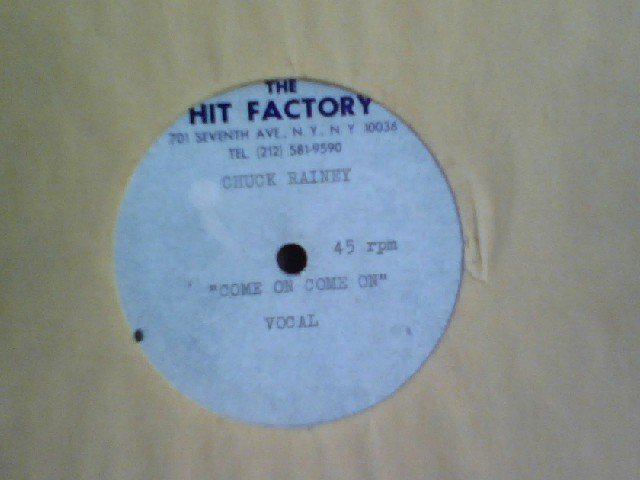 THE
HIT FACTORY
701 SEVENTH AVE., N. Y., N. Y. 10036
TEL. (212) 581-9590
CHUCK RAINEY
45 rpm
"COME ON COME ON"
VOCAL